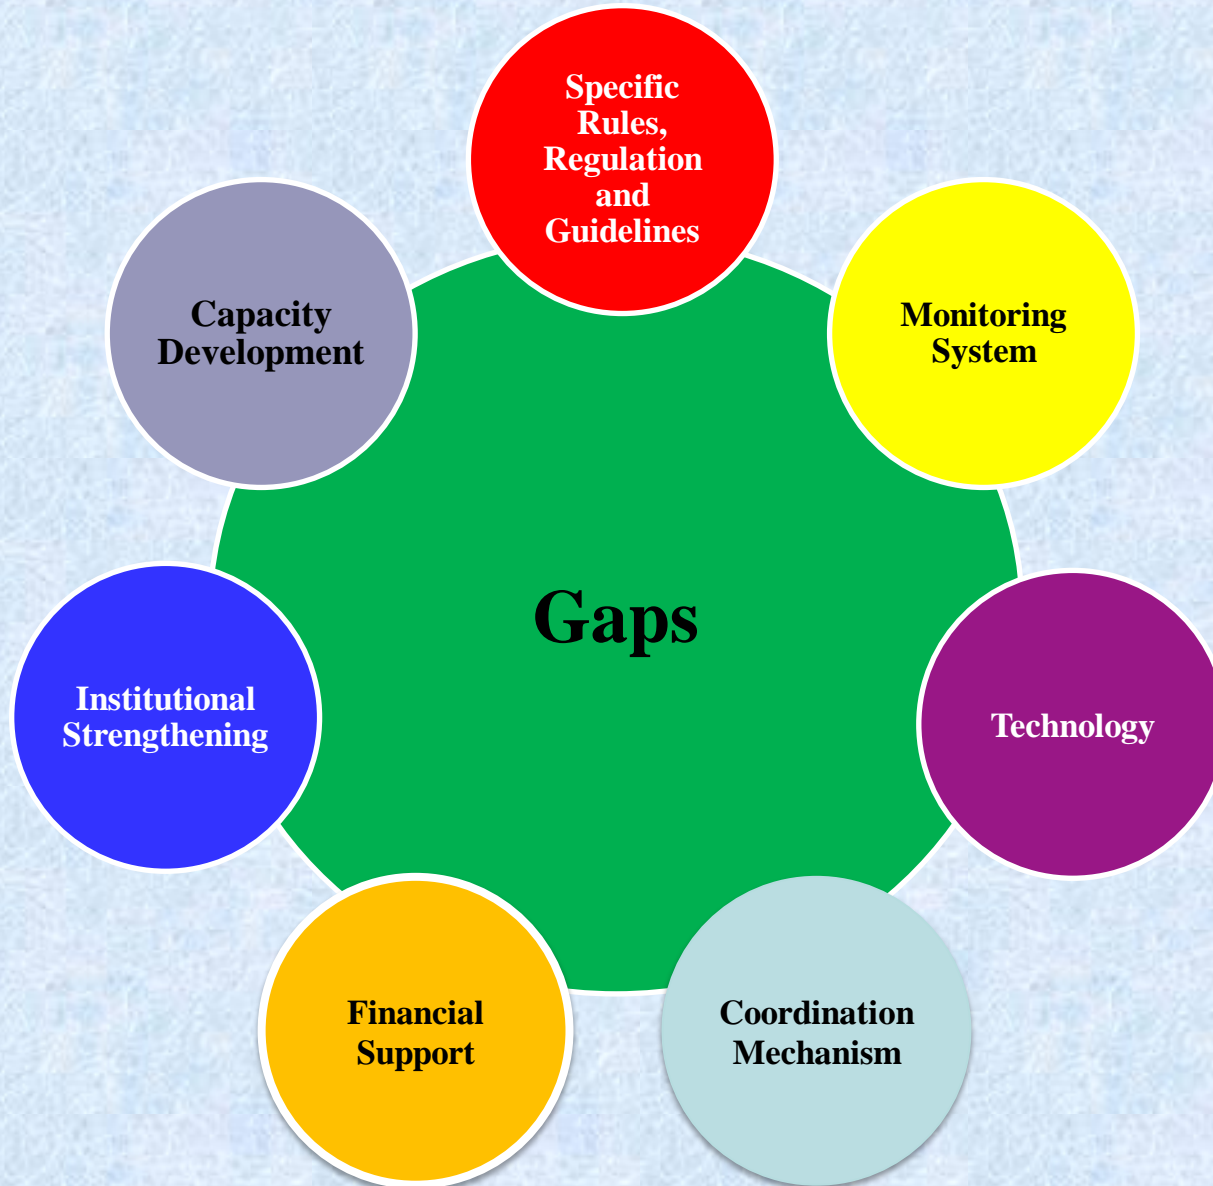 Specific
Rules,
Regulation
and
Guidelines
Capacity
Development
Monitoring
System
Gaps
Institutional
Strengthening
Technology
Financial
Support
Coordination
Mechanism